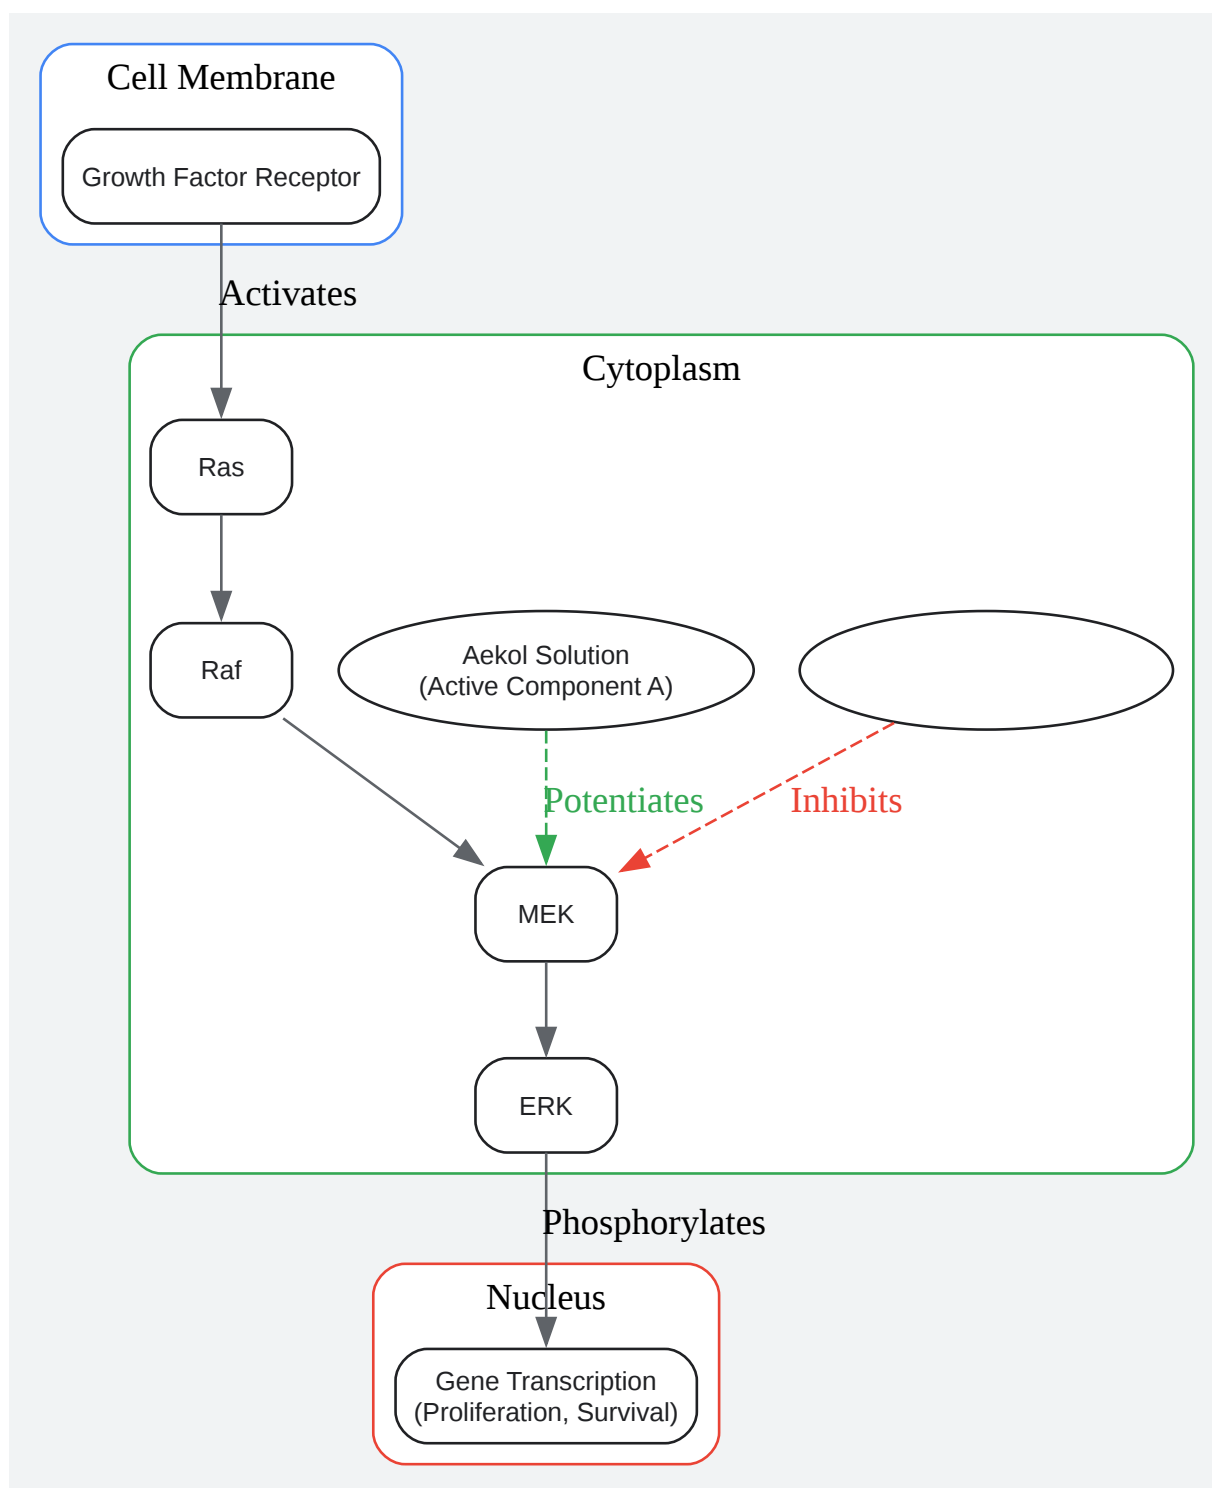 Cell Membrane
Growth Factor Receptor
Activates
Cytoplasm
Ras
Raf
Aekol Solution
(Active Component A)
Potentiates
Inhibits
MEK
ERK
Phosphorylates
Nucleus
Gene Transcription
(Proliferation, Survival)